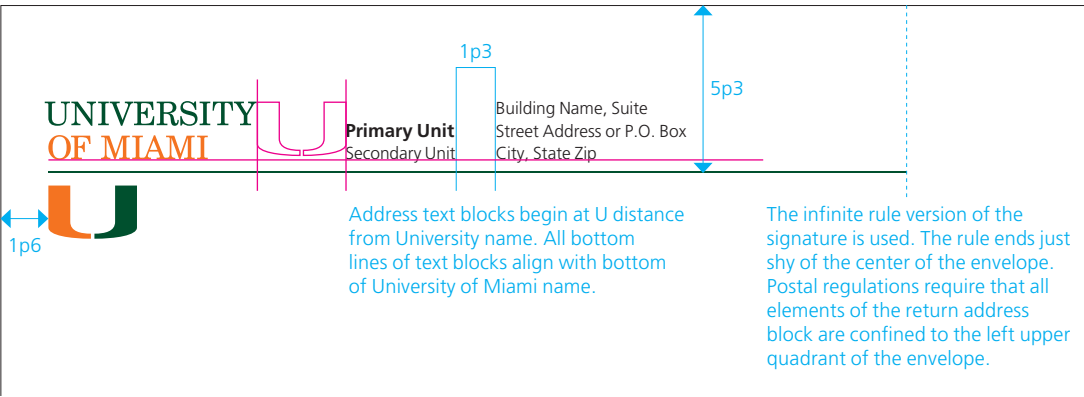 1p3
5p3
UNIVERSITY
OF MIAMI
Primary Unit
Secondary Unit
Building Name, Suite
Street Address or P.O. Box
City, State Zip
1p6
Address text blocks begin at U distance
from University name. All bottom
lines of text blocks align with bottom
of University of Miami name.
The infinite rule version of the
signature is used. The rule ends just
shy of the center of the envelope.
Postal regulations require that all
elements of the return address
block are confined to the left upper
quadrant of the envelope.